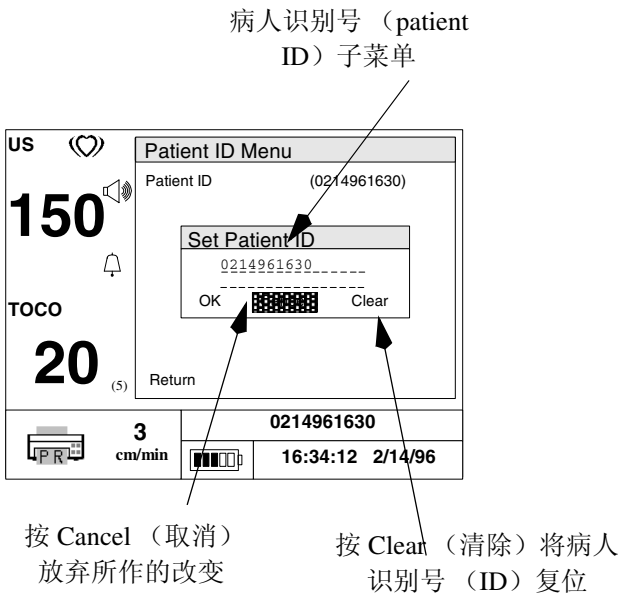 病人识别号 （patient
ID）子菜单
US
Patient ID Menu
Patient ID (0214961630)
150
Set Patient ID
0214961630
OK Clear
TOCO
20 (5)
Return
3
cm/min
PR
0214961630
16:34:12 2/14/96
按 Cancel （取消）
放弃所作的改变
按 Clear （清除）将病人
识别号 （ID）复位